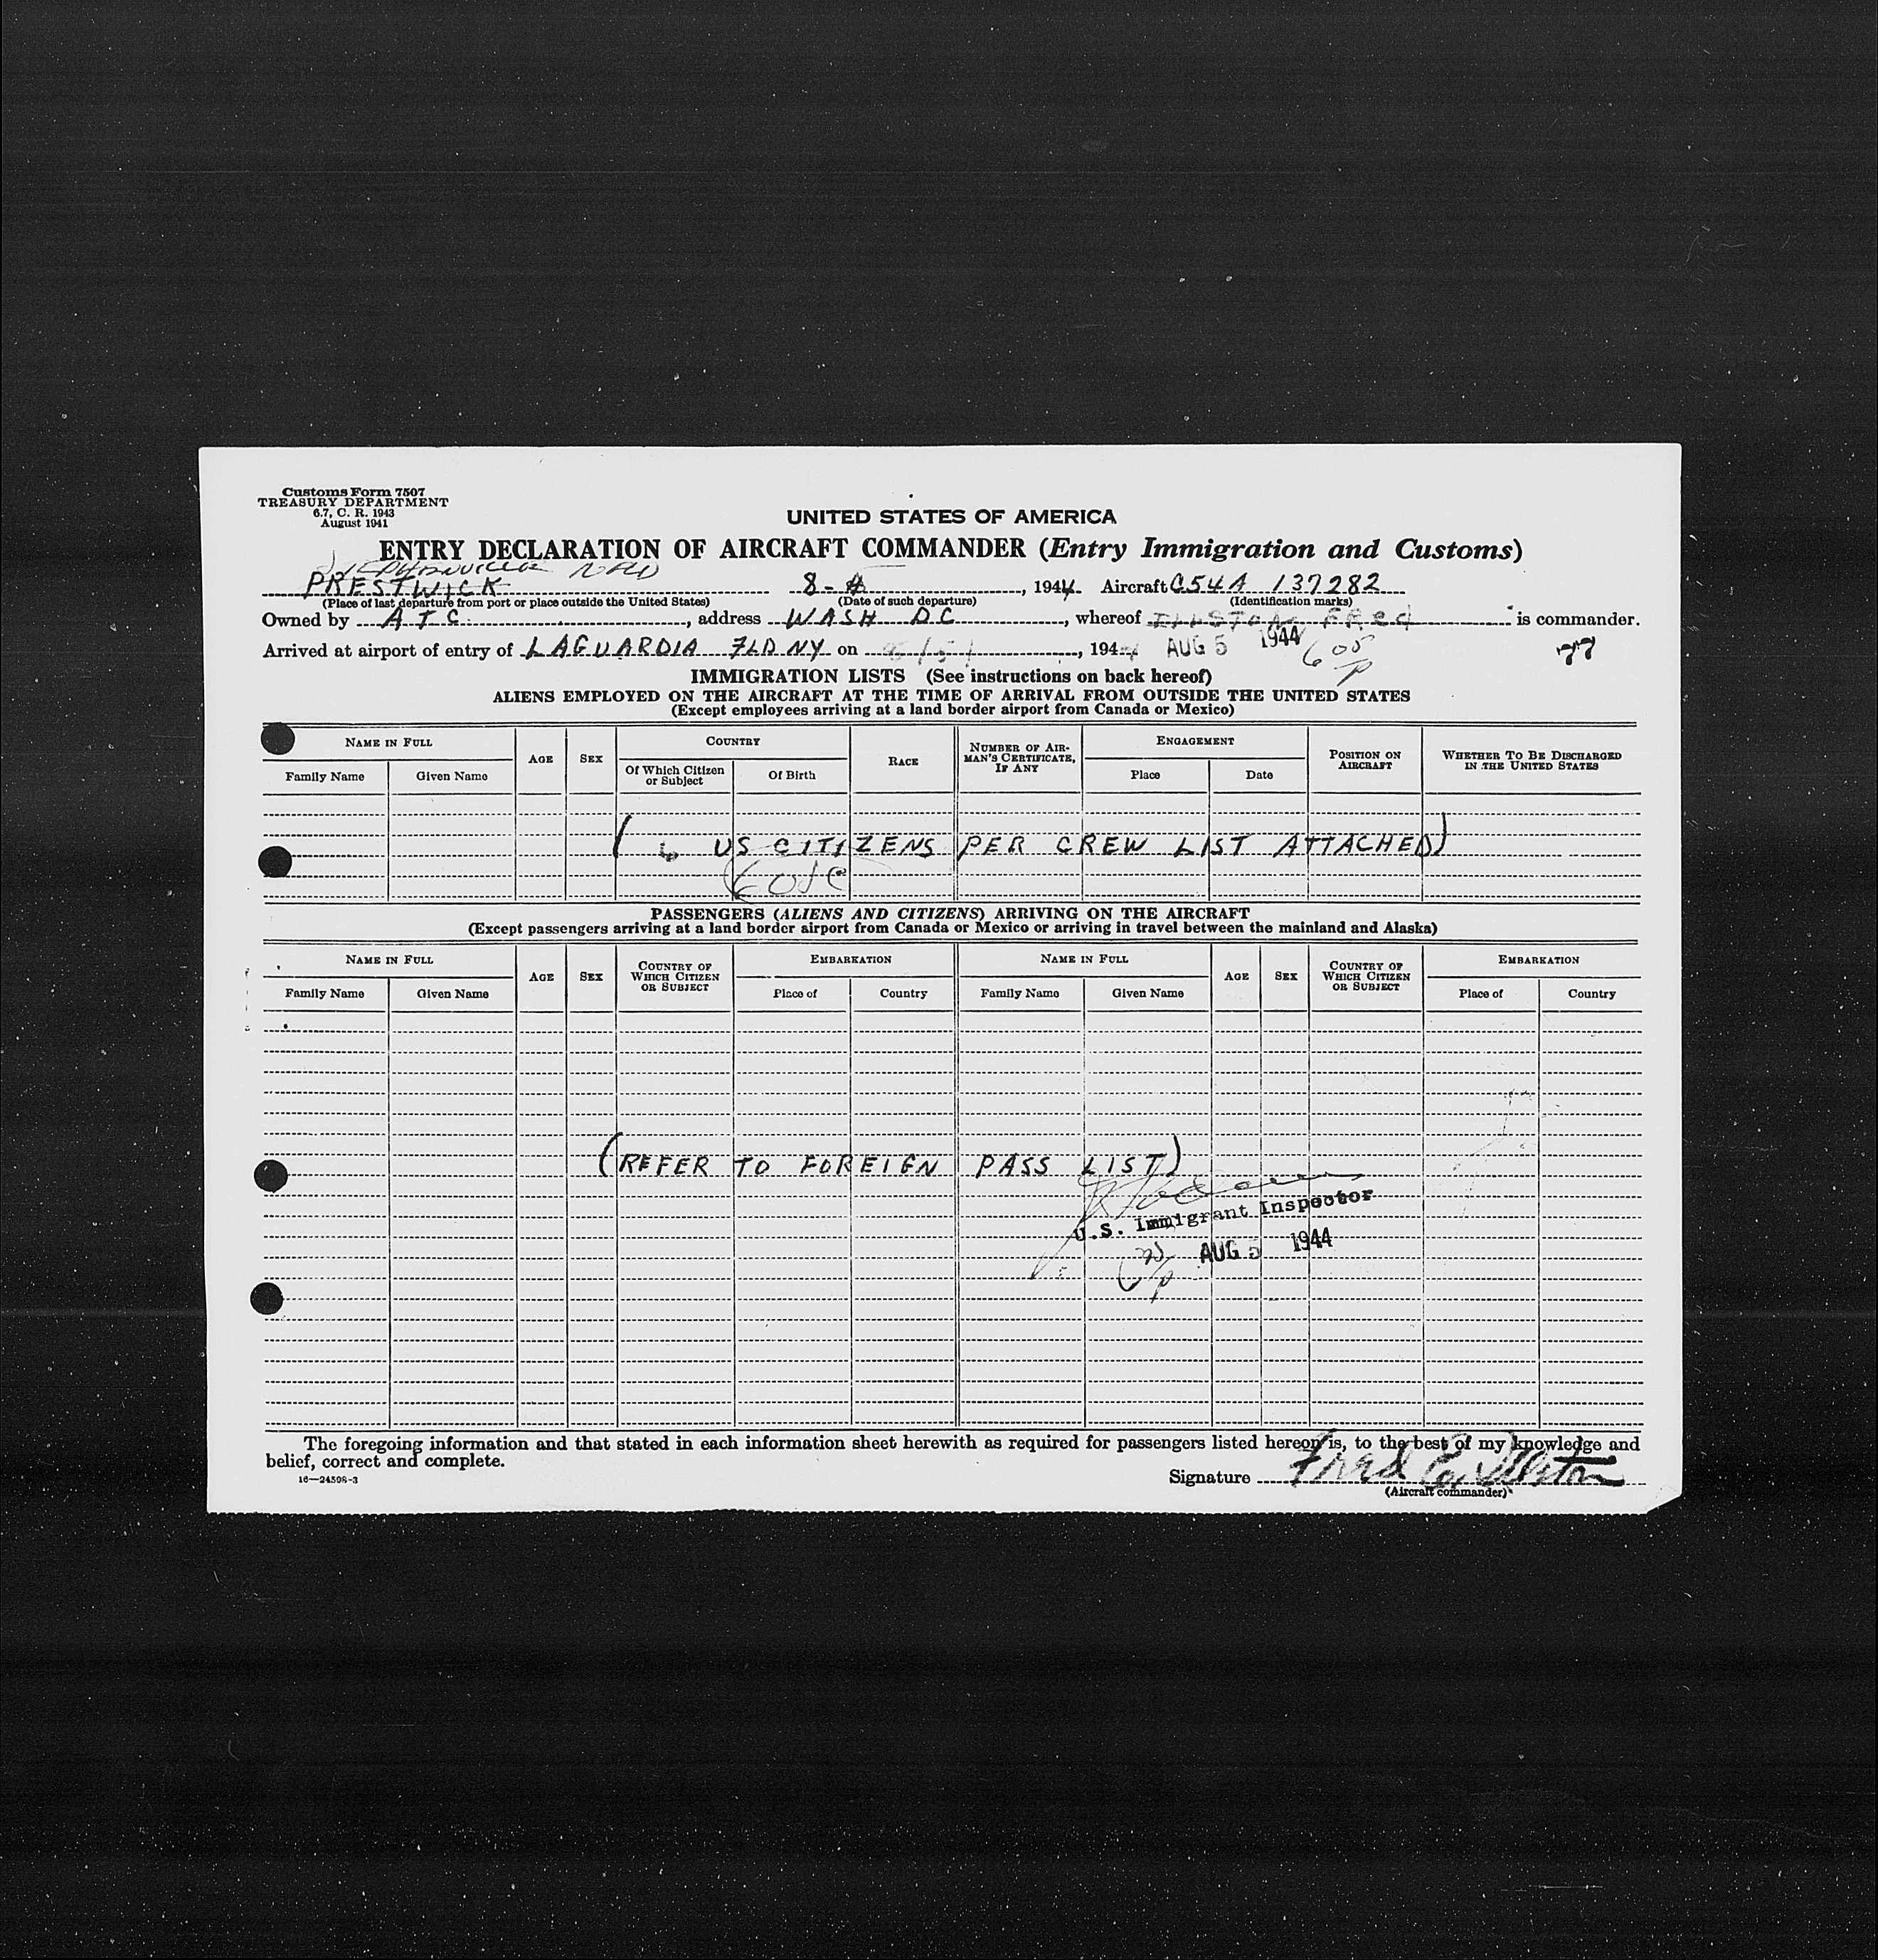 Customs Form 7507
TREASURY DEPARTMENT
6.7, C. R. 1943
August 1941
UNITED STATES OF AMERICA
ENTRY DECLARATION OF AIRCRAFT COMMANDER (Entry Immigration and Customs)
PRESTWICK 8-4, 1944 Aircraft C54A 137282
(Place of last departure from port or place outside the United States) (Date of such departure) (Identification marks)
Owned by ATC, address WASH DC, whereof FRed is commander.
Arrived at airport of entry of LAGUARDIA FLD NY on 8/5/, 1944 AUG 5 1944 6 05 P 77
IMMIGRATION LISTS (See instructions on back hereof)
ALIENS EMPLOYED ON THE AIRCRAFT AT THE TIME OF ARRIVAL FROM OUTSIDE THE UNITED STATES
(Except employees arriving at a land border airport from Canada or Mexico)
NAME IN FULL AGE SEX COUNTRY RACE NUMBER OF AIRMAN'S CERTIFICATE, IF ANY ENGAGEMENT POSITION ON AIRCRAFT WHETHER TO BE DISCHARGED IN THE UNITED STATES
Family Name Given Name Of Which Citizen or Subject Of Birth Place Date
( 6 US CITIZENS PER CREW LIST ATTACHED)
PASSENGERS (ALIENS AND CITIZENS) ARRIVING ON THE AIRCRAFT
(Except passengers arriving at a land border airport from Canada or Mexico or arriving in travel between the mainland and Alaska)
NAME IN FULL AGE SEX COUNTRY OF WHICH CITIZEN OR SUBJECT EMBARKATION NAME IN FULL AGE SEX COUNTRY OF WHICH CITIZEN OR SUBJECT EMBARKATION
Family Name Given Name Place of Country Family Name Given Name Place of Country
(REFER TO FOREIGN PASS LIST)
U.S. Immigrant Inspector
AUG 5 1944
The foregoing information and that stated in each information sheet herewith as required for passengers listed hereon is, to the best of my knowledge and
belief, correct and complete.
16—24598-3
Signature Fred
(Aircraft commander)